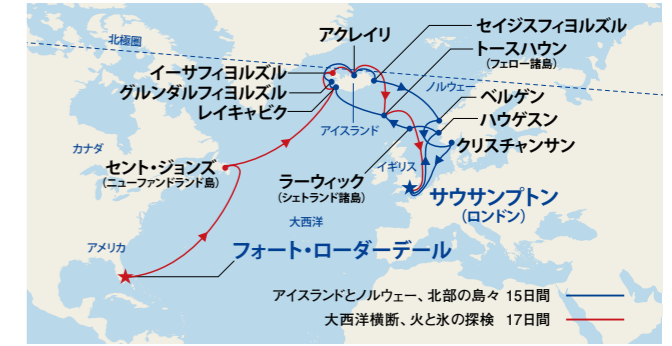 北極圏
アクレイリ
セイジスフィヨルズル
トースハウン
(フェロー諸島)
イーサフィヨルズル
グルンダルフィヨルズル
レイキャビク
ノルウェー
ベルゲン
ハウゲスン
クリスチャンサン
アイスランド
カナダ
セント・ジョンズ
(ニューファンドランド島)
イギリス
ラーウィック
(シェトランド諸島)
サウサンプトン
(ロンドン)
大西洋
アメリカ
フォート・ローダーデール
アイスランドとノルウェー、北部の島々 15日間
大西洋横断、火と氷の探検 17日間